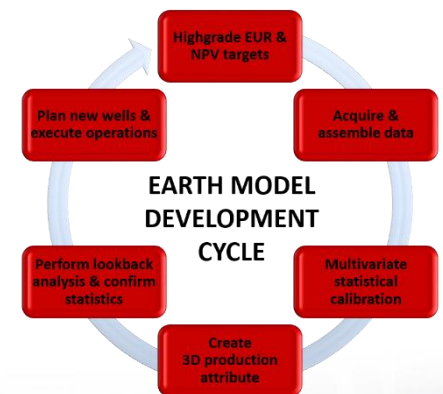 Highgrade EUR &
NPV targets
Plan new wells &
execute operations
Acquire &
assemble data
EARTH MODEL
DEVELOPMENT
CYCLE
Perform lookback
analysis & confirm
statistics
Multivariate
statistical
calibration
Create
3D production
attribute